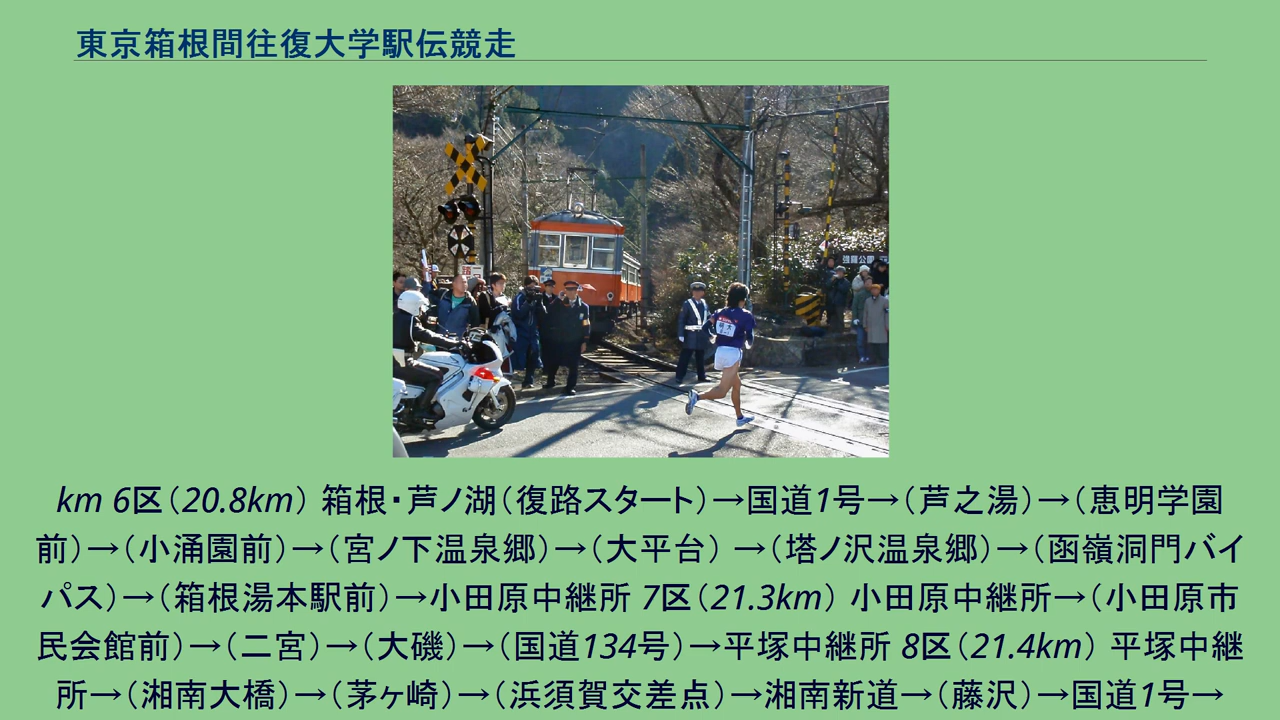 東京箱根間往復大学駅伝競走
強羅公園
km 6区（20.8km） 箱根・芦ノ湖（復路スタート）→国道1号→（芦之湯）→（恵明学園
前）→（小涌園前）→（宮ノ下温泉郷）→（大平台） →（塔ノ沢温泉郷）→（函嶺洞門バイ
パス）→（箱根湯本駅前）→小田原中継所 7区（21.3km） 小田原中継所→（小田原市
民会館前）→（二宮）→（大磯）→（国道134号）→平塚中継所 8区（21.4km） 平塚中継
所→（湘南大橋）→（茅ヶ崎）→（浜須賀交差点）→湘南新道→（藤沢）→国道1号→